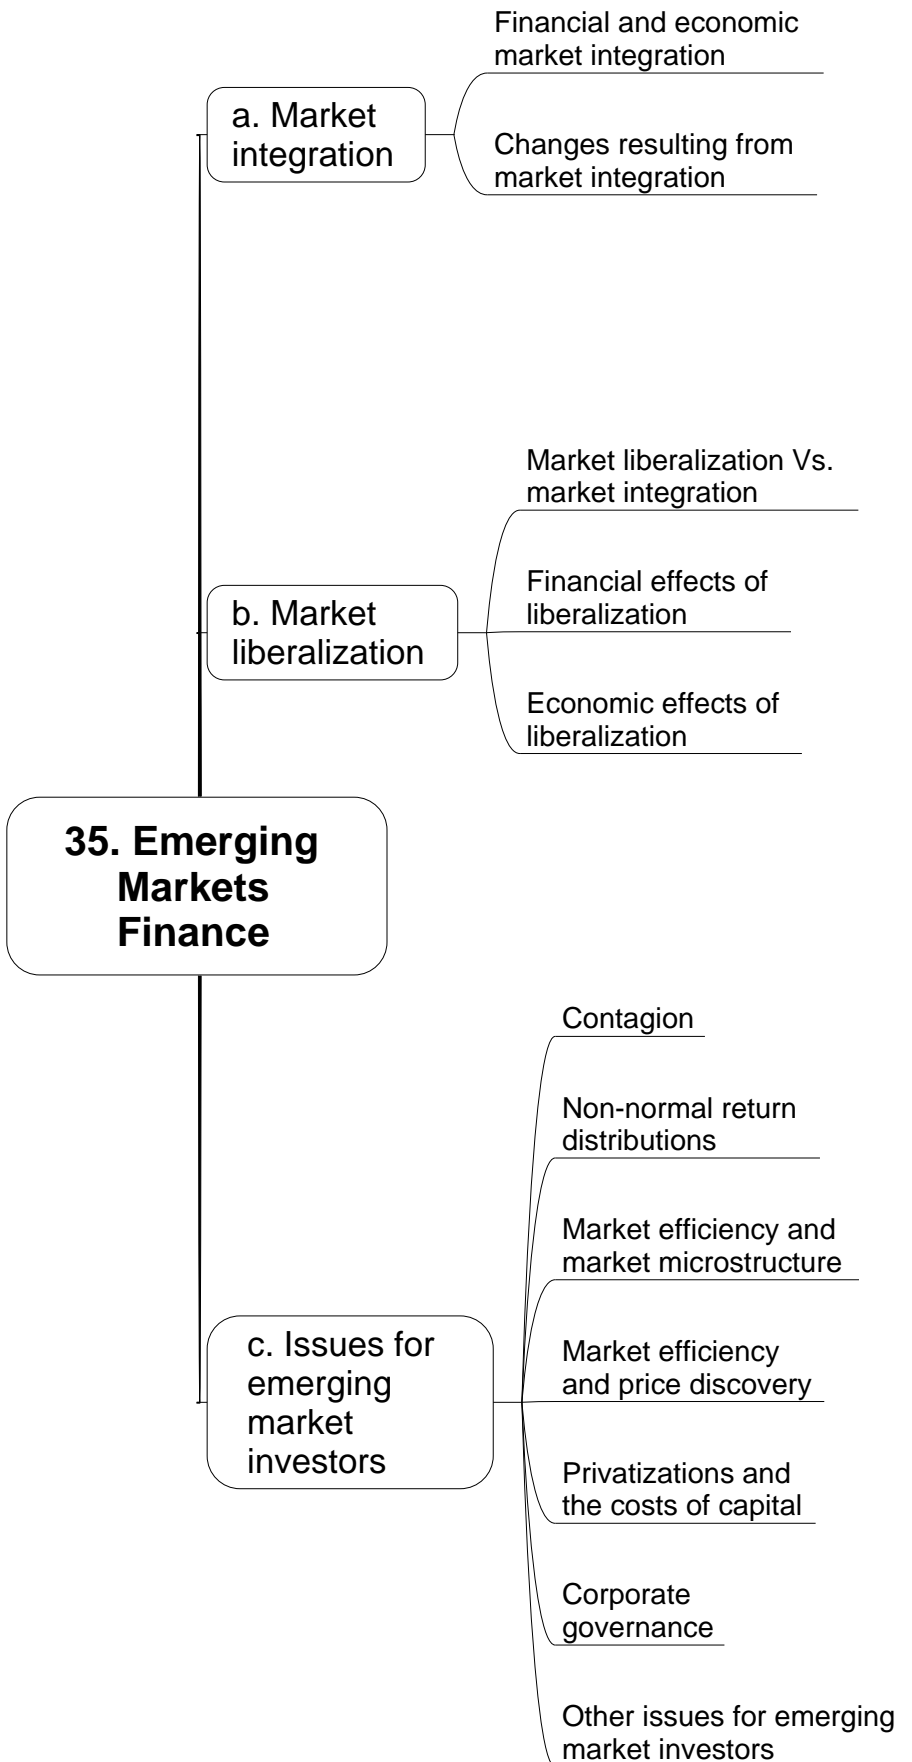 Financial and economic
market integration
a. Market
integration
Changes resulting from
market integration
Market liberalization Vs.
market integration
b. Market
liberalization
Financial effects of
liberalization
Economic effects of
liberalization
35. Emerging
Markets
Finance
Contagion
Non-normal return
distributions
Market efficiency and
market microstructure
c. Issues for
emerging
market
investors
Market efficiency
and price discovery
Privatizations and
the costs of capital
Corporate
governance
Other issues for emerging
market investors